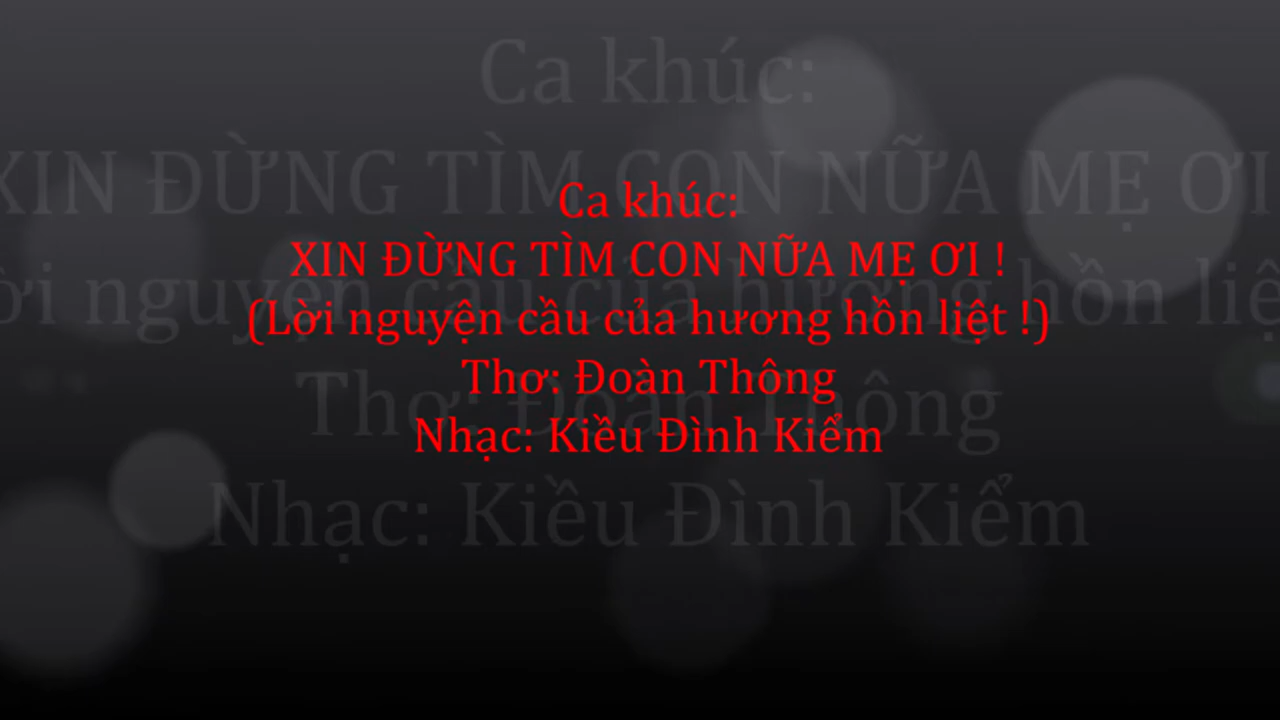 Ca khúc:
XIN ĐỪNG TÌM CON NỮA MẸ ƠI !
(Lời nguyện cầu của hương hồn liệt !)
Thơ: Đoàn Thông
Nhạc: Kiều Đình Kiểm